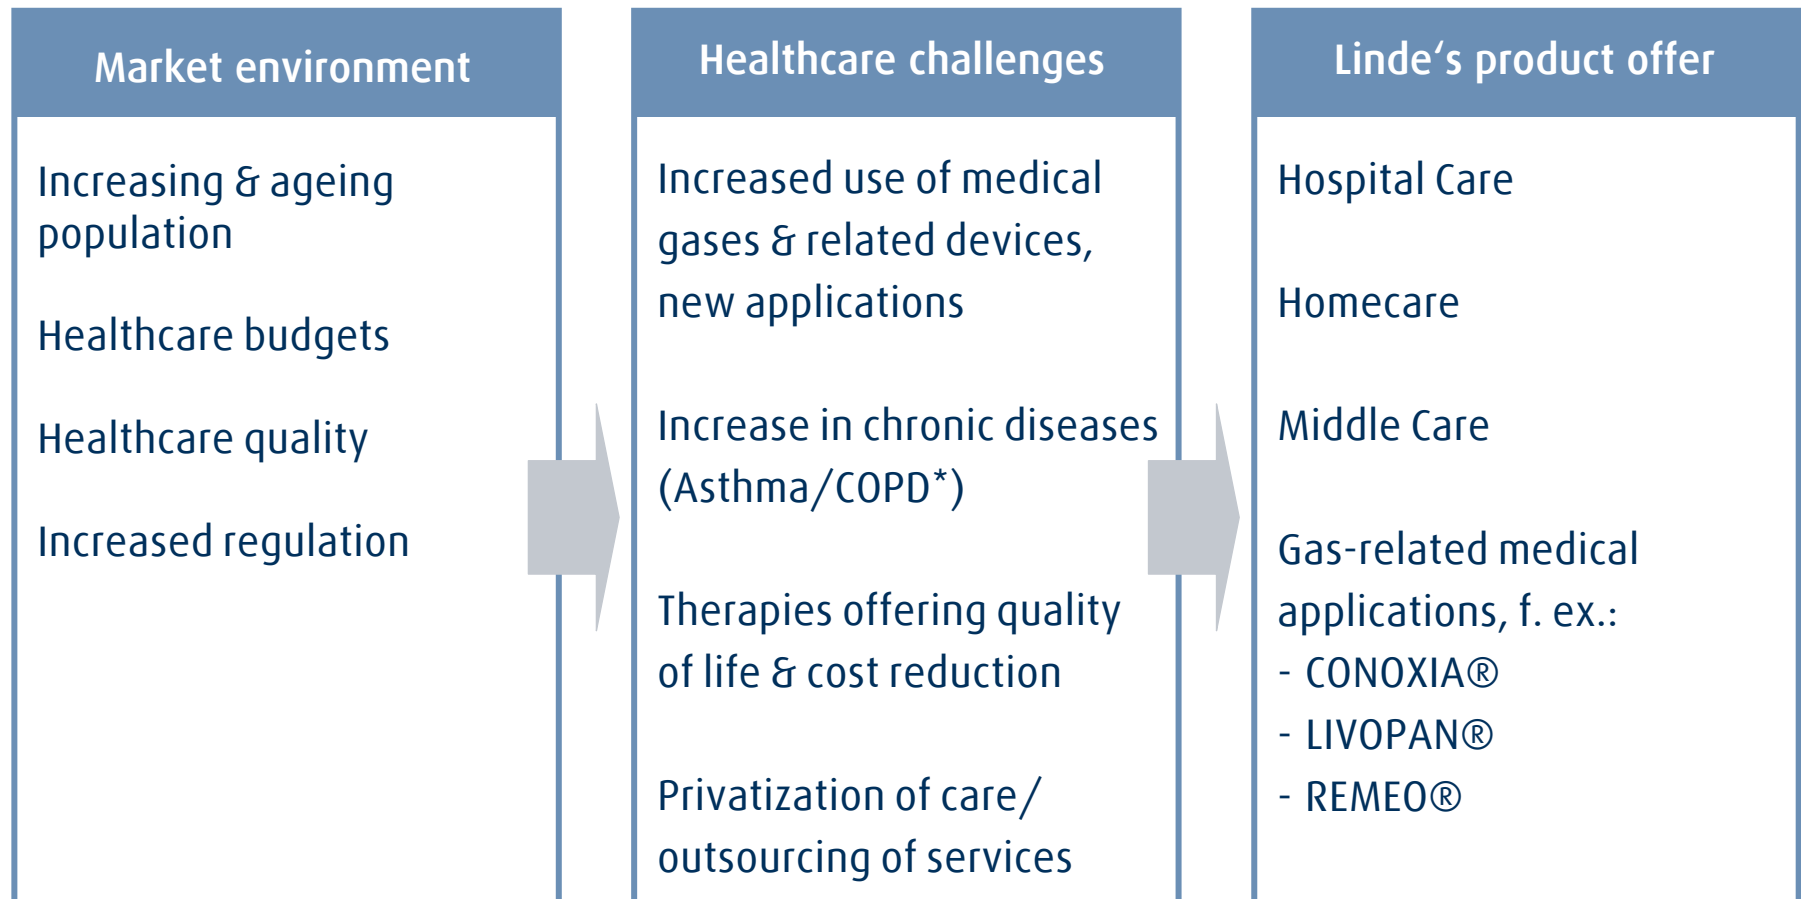 Market environment
Increasing & ageing
population
Healthcare budgets
Healthcare quality
Increased regulation
Healthcare challenges
Increased use of medical
gases & related devices,
new applications
Increase in chronic diseases
(Asthma/COPD*)
Therapies offering quality
of life & cost reduction
Privatization of care/
outsourcing of services
Linde‘s product offer
Hospital Care
Homecare
Middle Care
Gas-related medical
applications, f. ex.:
- CONOXIA®
- LIVOPAN®
- REMEO®